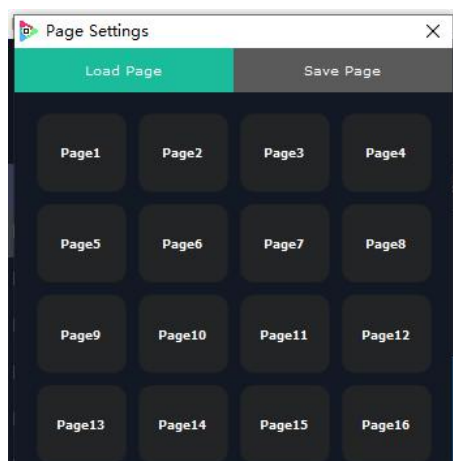 Page Settings
Load Page Save Page
Page1 Page2 Page3 Page4
Page5 Page6 Page7 Page8
Page9 Page10 Page11 Page12
Page13 Page14 Page15 Page16